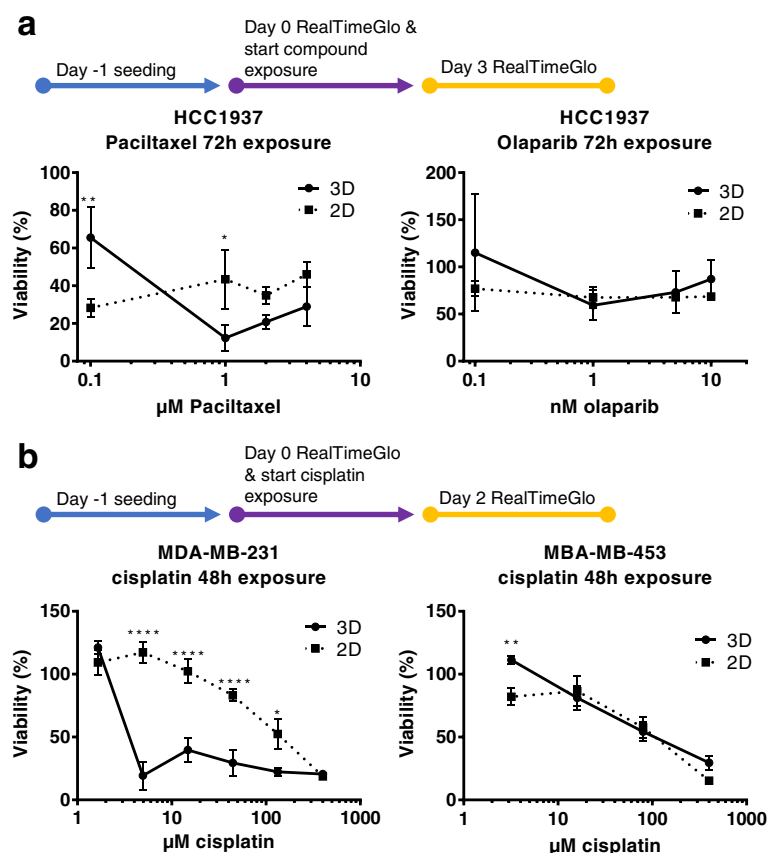 a
Day -1 seeding
Day 0 RealTimeGlo &
start compound
exposure
Day 3 RealTimeGlo
HCC1937
Paciltaxel 72h exposure
Viability (%)
100
80
60
40
20
0
0.1
1
10
µM Paciltaxel
**
*
3D
2D
HCC1937
Olaparib 72h exposure
Viability (%)
200
150
100
50
0
0.1
1
10
nM olaparib
3D
2D
b
Day -1 seeding
Day 0 RealTimeGlo
& start cisplatin
exposure
Day 2 RealTimeGlo
MDA-MB-231
cisplatin 48h exposure
Viability (%)
150
100
50
0
1
10
100
1000
µM cisplatin
****
****
****
*
3D
2D
MBA-MB-453
cisplatin 48h exposure
Viability (%)
150
100
50
0
1
10
100
1000
µM cisplatin
**
3D
2D